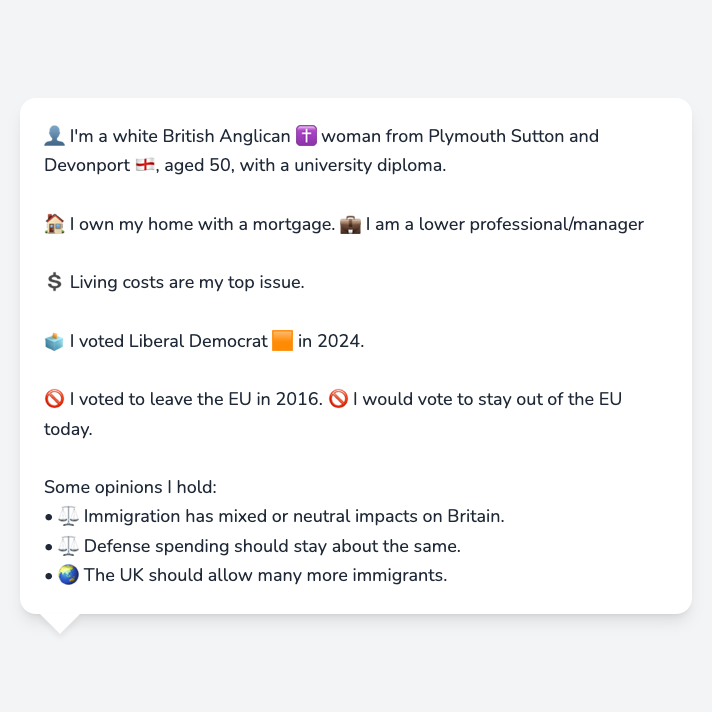 👤 I'm a white British Anglican ✝️ woman from Plymouth Sutton and
Devonport 🏴󠁧󠁢󠁥󠁮󠁧󠁿, aged 50, with a university diploma.
🏠 I own my home with a mortgage. 💼 I am a lower professional/manager
💲 Living costs are my top issue.
🗳️ I voted Liberal Democrat 🟧 in 2024.
🚫 I voted to leave the EU in 2016. 🚫 I would vote to stay out of the EU
today.
Some opinions I hold:
• ⚖️ Immigration has mixed or neutral impacts on Britain.
• ⚖️ Defense spending should stay about the same.
• 🌏 The UK should allow many more immigrants.